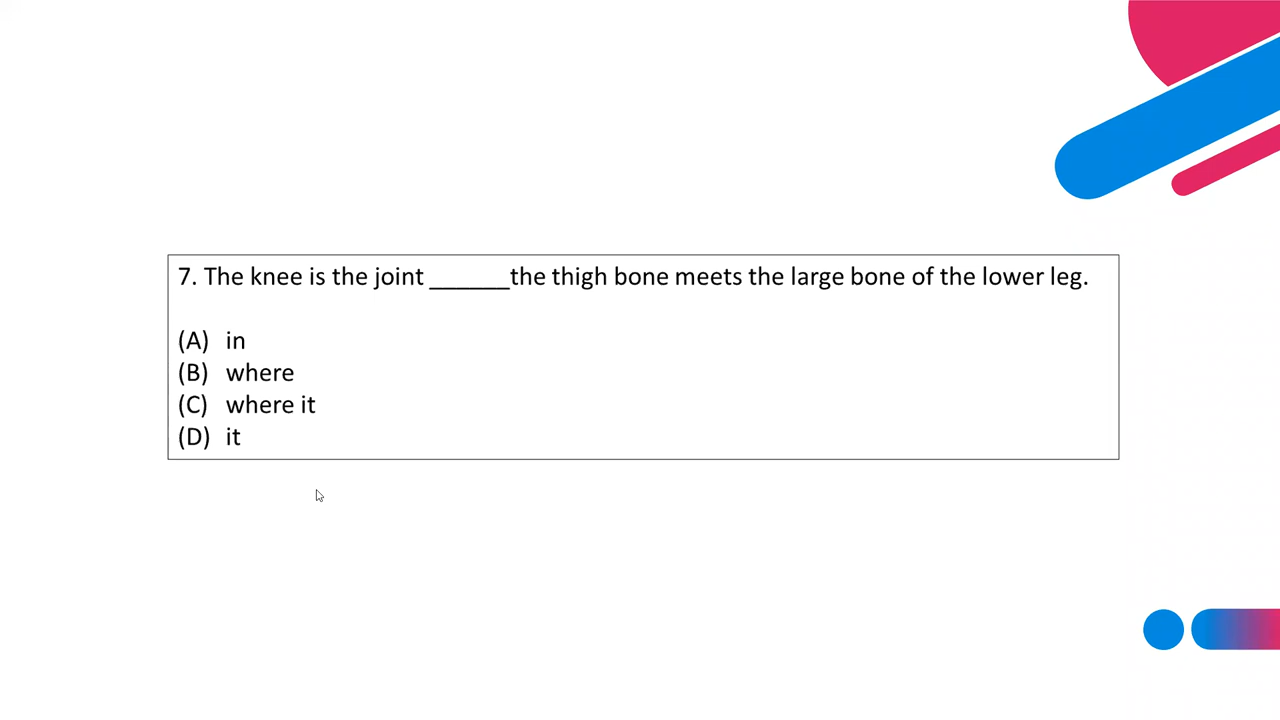 7. The knee is the joint ______the thigh bone meets the large bone of the lower leg.
(A) in
(B) where
(C) where it
(D) it